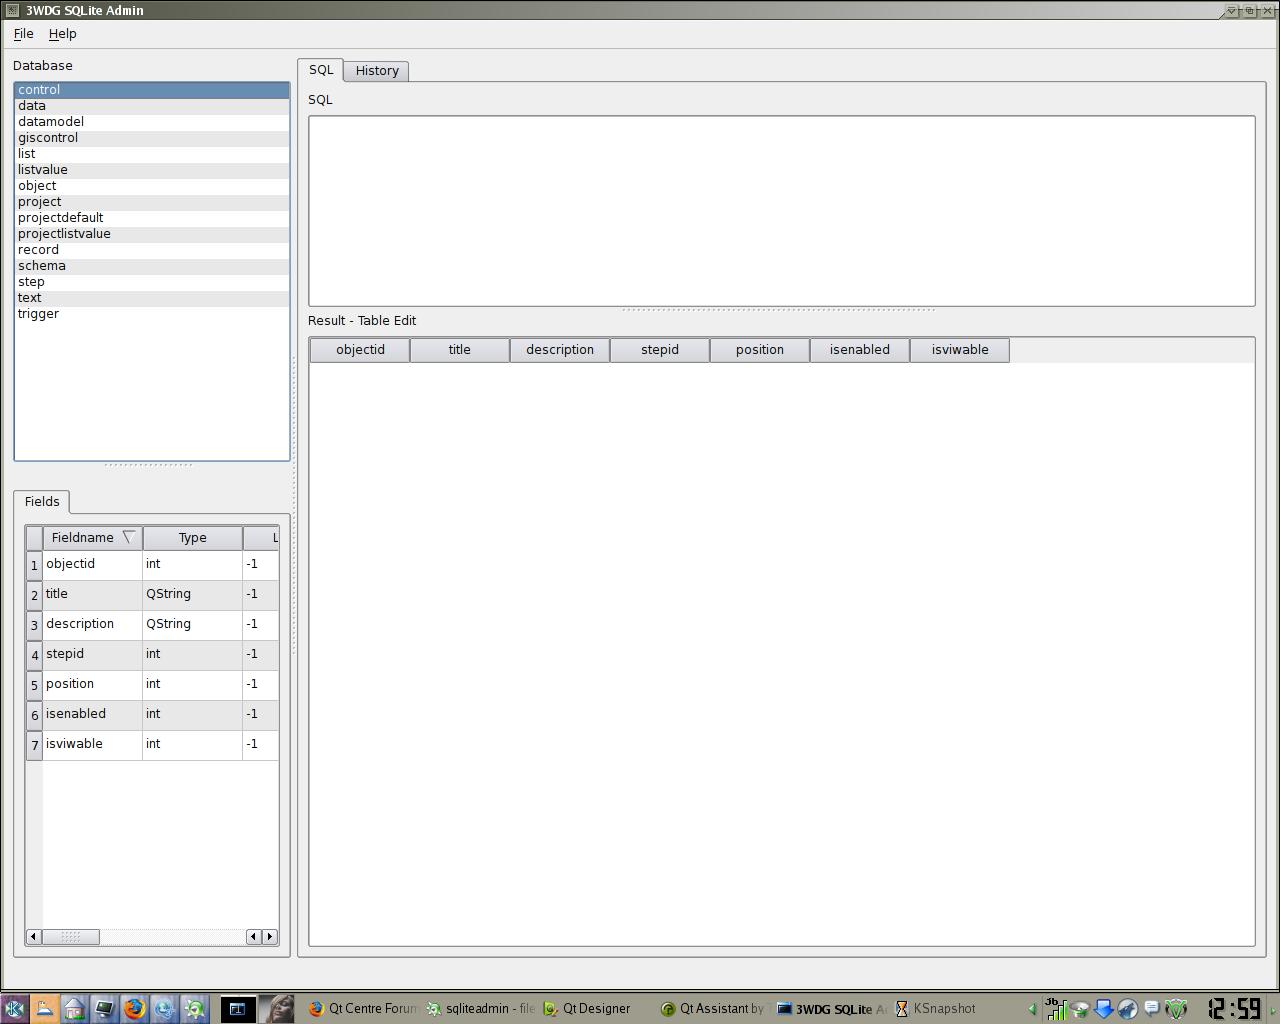 3WDG SQLite Admin
File Help
Database
control
data
datamodel
giscontrol
list
listvalue
object
project
projectdefault
projectlistvalue
record
schema
step
text
trigger
Fields
Fieldname Type L
1 objectid int -1
2 title QString -1
3 description QString -1
4 stepid int -1
5 position int -1
6 isenabled int -1
7 isviwable int -1
SQL History
SQL
Result - Table Edit
objectid title description stepid position isenabled isviwable
Qt Centre Forum sqliteadmin - file Qt Designer Qt Assistant by 3WDG SQLite A KSnapshot 12:59